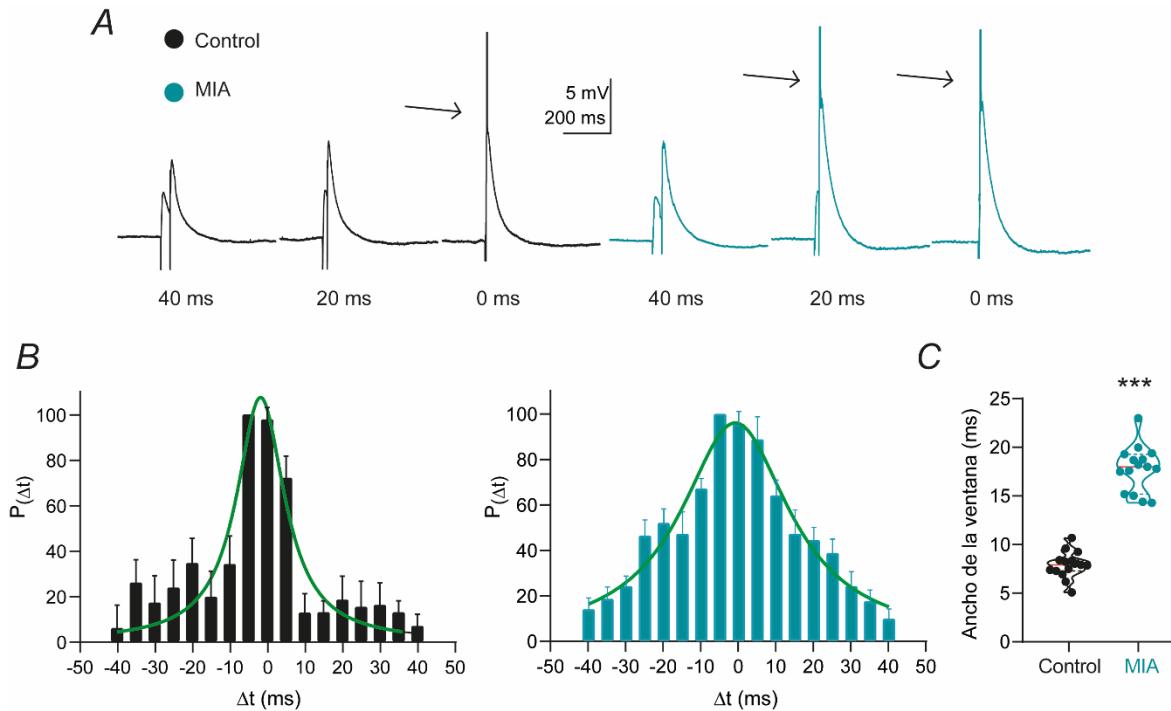 A
Control
MIA
5 mV
200 ms
40 ms
20 ms
0 ms
40 ms
20 ms
0 ms
B
P(Δt)
100
80
60
40
20
0
-50 -40 -30 -20 -10 0 10 20 30 40 50
Δt (ms)
P(Δt)
100
80
60
40
20
0
-50 -40 -30 -20 -10 0 10 20 30 40 50
Δt (ms)
C
***
Ancho de la ventana (ms)
25
20
15
10
5
0
Control MIA